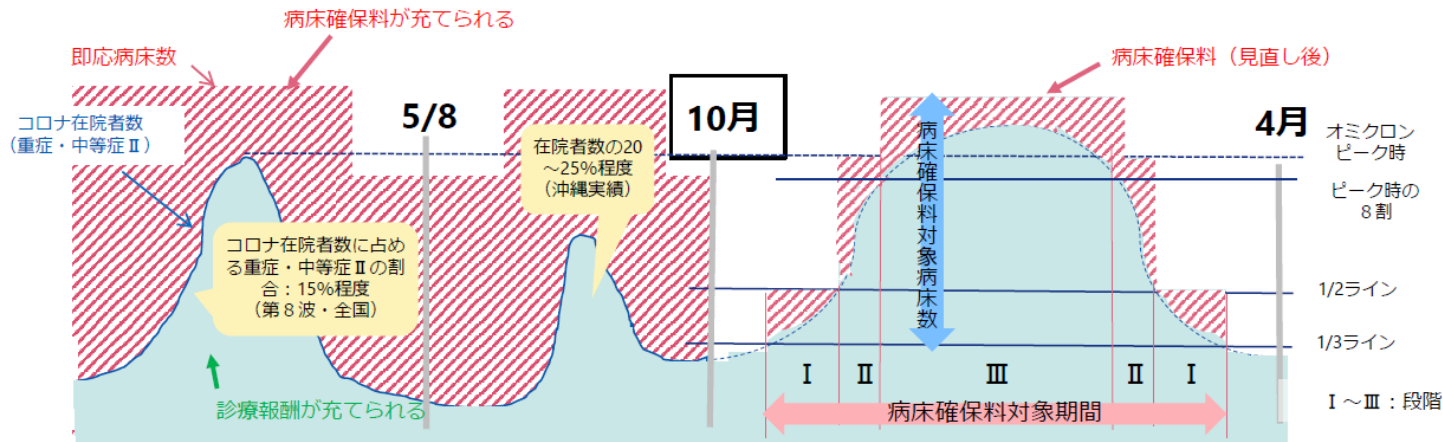 病床確保料が充てられる
即応病床数
コロナ在院者数
(重症・中等症Ⅱ)
5/8
在院者数の20
～25%程度
(沖縄実績)
コロナ在院者数に占め
る重症・中等症Ⅱの割
合：15%程度
(第８波・全国)
診療報酬が充てられる
10月
病床確保料（見直し後）
病床確保料対象病床数
4月
オミクロン
ピーク時
ピーク時の
８割
1/2ライン
1/3ライン
Ⅰ Ⅱ Ⅲ Ⅱ Ⅰ
病床確保料対象期間
Ⅰ～Ⅲ：段階